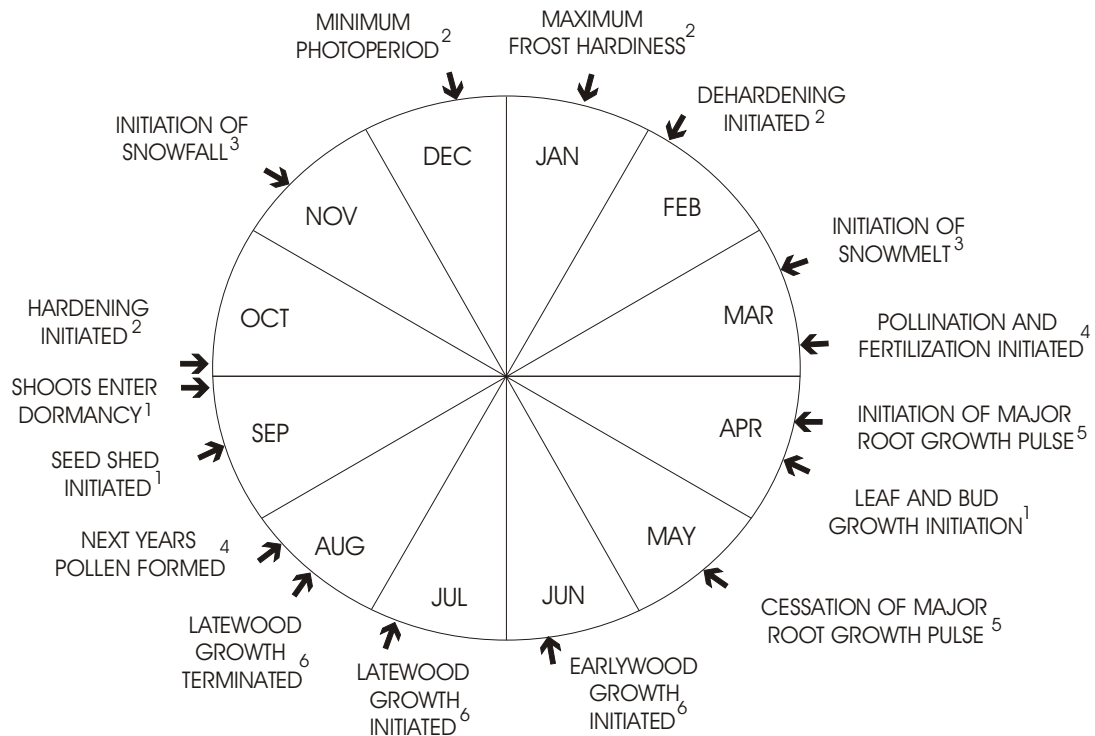 MINIMUM
PHOTOPERIOD 2
MAXIMUM
FROST HARDINESS 2
DEHARDENING
INITIATED 2
INITIATION OF
SNOWFALL 3
DEC
JAN
NOV
FEB
INITIATION OF
SNOWMELT 3
HARDENING
INITIATED 2
OCT
MAR
POLLINATION AND
FERTILIZATION INITIATED 4
SHOOTS ENTER
DORMANCY 1
SEP
APR
INITIATION OF MAJOR
ROOT GROWTH PULSE 5
SEED SHED
INITIATED 1
LEAF AND BUD
GROWTH INITIATION 1
NEXT YEARS
POLLEN FORMED 4
AUG
MAY
JUL
JUN
CESSATION OF MAJOR
ROOT GROWTH PULSE 5
LATEWOOD
GROWTH
TERMINATED 6
LATEWOOD
GROWTH
INITIATED 6
EARLYWOOD
GROWTH
INITIATED 6